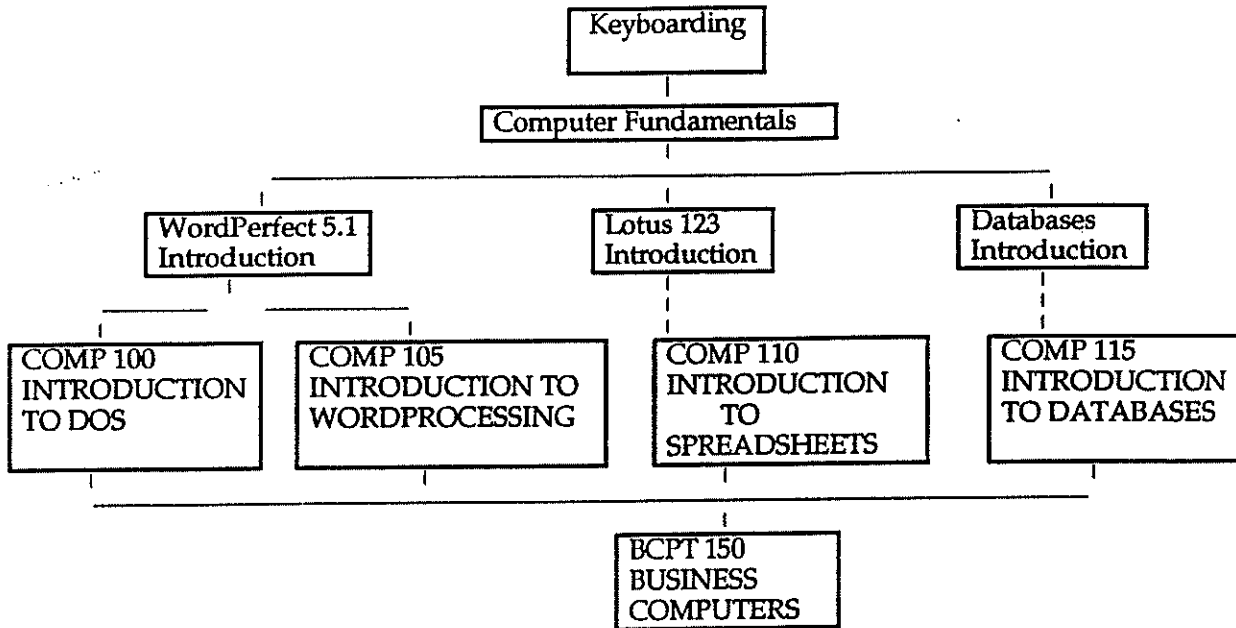 Keyboarding
Computer Fundamentals
WordPerfect 5.1
Introduction
Lotus 123
Introduction
Databases
Introduction
COMP 100
INTRODUCTION
TO DOS
COMP 105
INTRODUCTION TO
WORDPROCESSING
COMP 110
INTRODUCTION
TO
SPREADSHEETS
COMP 115
INTRODUCTION
TO DATABASES
BCPT 150
BUSINESS
COMPUTERS